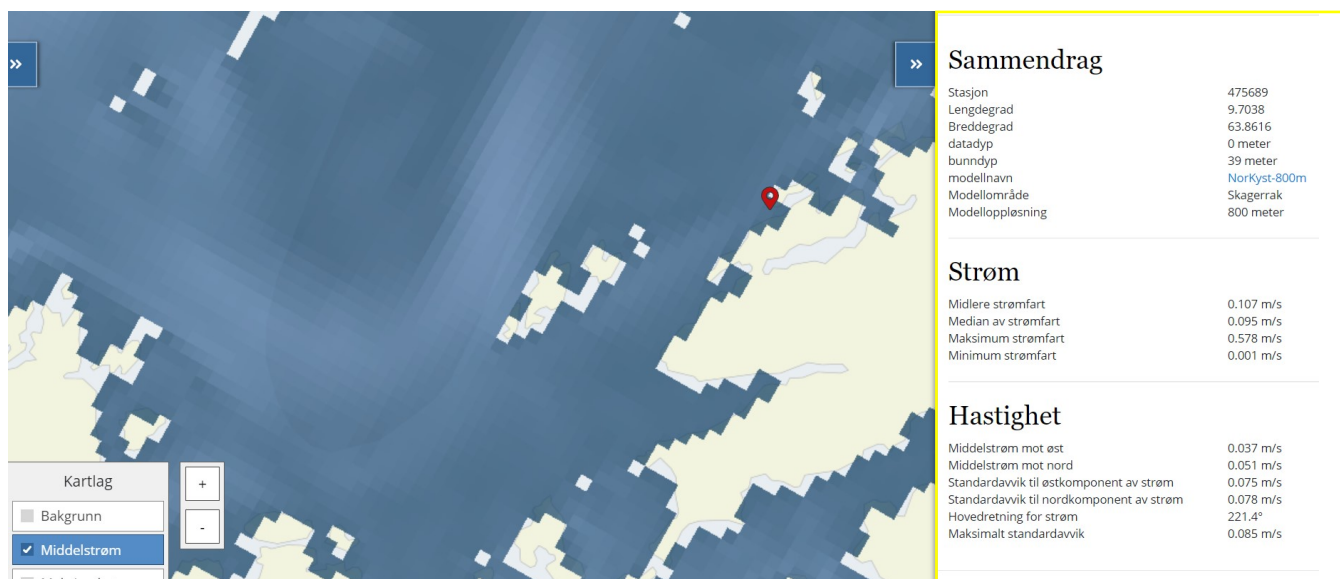 »
»
Sammendrag
Stasjon 475689
Lengdegrad 9.7038
Breddegrad 63.8616
datadyp 0 meter
bunndyp 39 meter
modellnavn NorKyst-800m
Modellområde Skagerrak
Modelloppløsning 800 meter
Strøm
Midlere strømfart 0.107 m/s
Median av strømfart 0.095 m/s
Maksimum strømfart 0.578 m/s
Minimum strømfart 0.001 m/s
Hastighet
Middelstrøm mot øst 0.037 m/s
Middelstrøm mot nord 0.051 m/s
Standardavvik til østkomponent av strøm 0.075 m/s
Standardavvik til nordkomponent av strøm 0.078 m/s
Hovedretning for strøm 221.4°
Maksimalt standardavvik 0.085 m/s
Kartlag
Bakgrunn
Middelstrøm
+
-